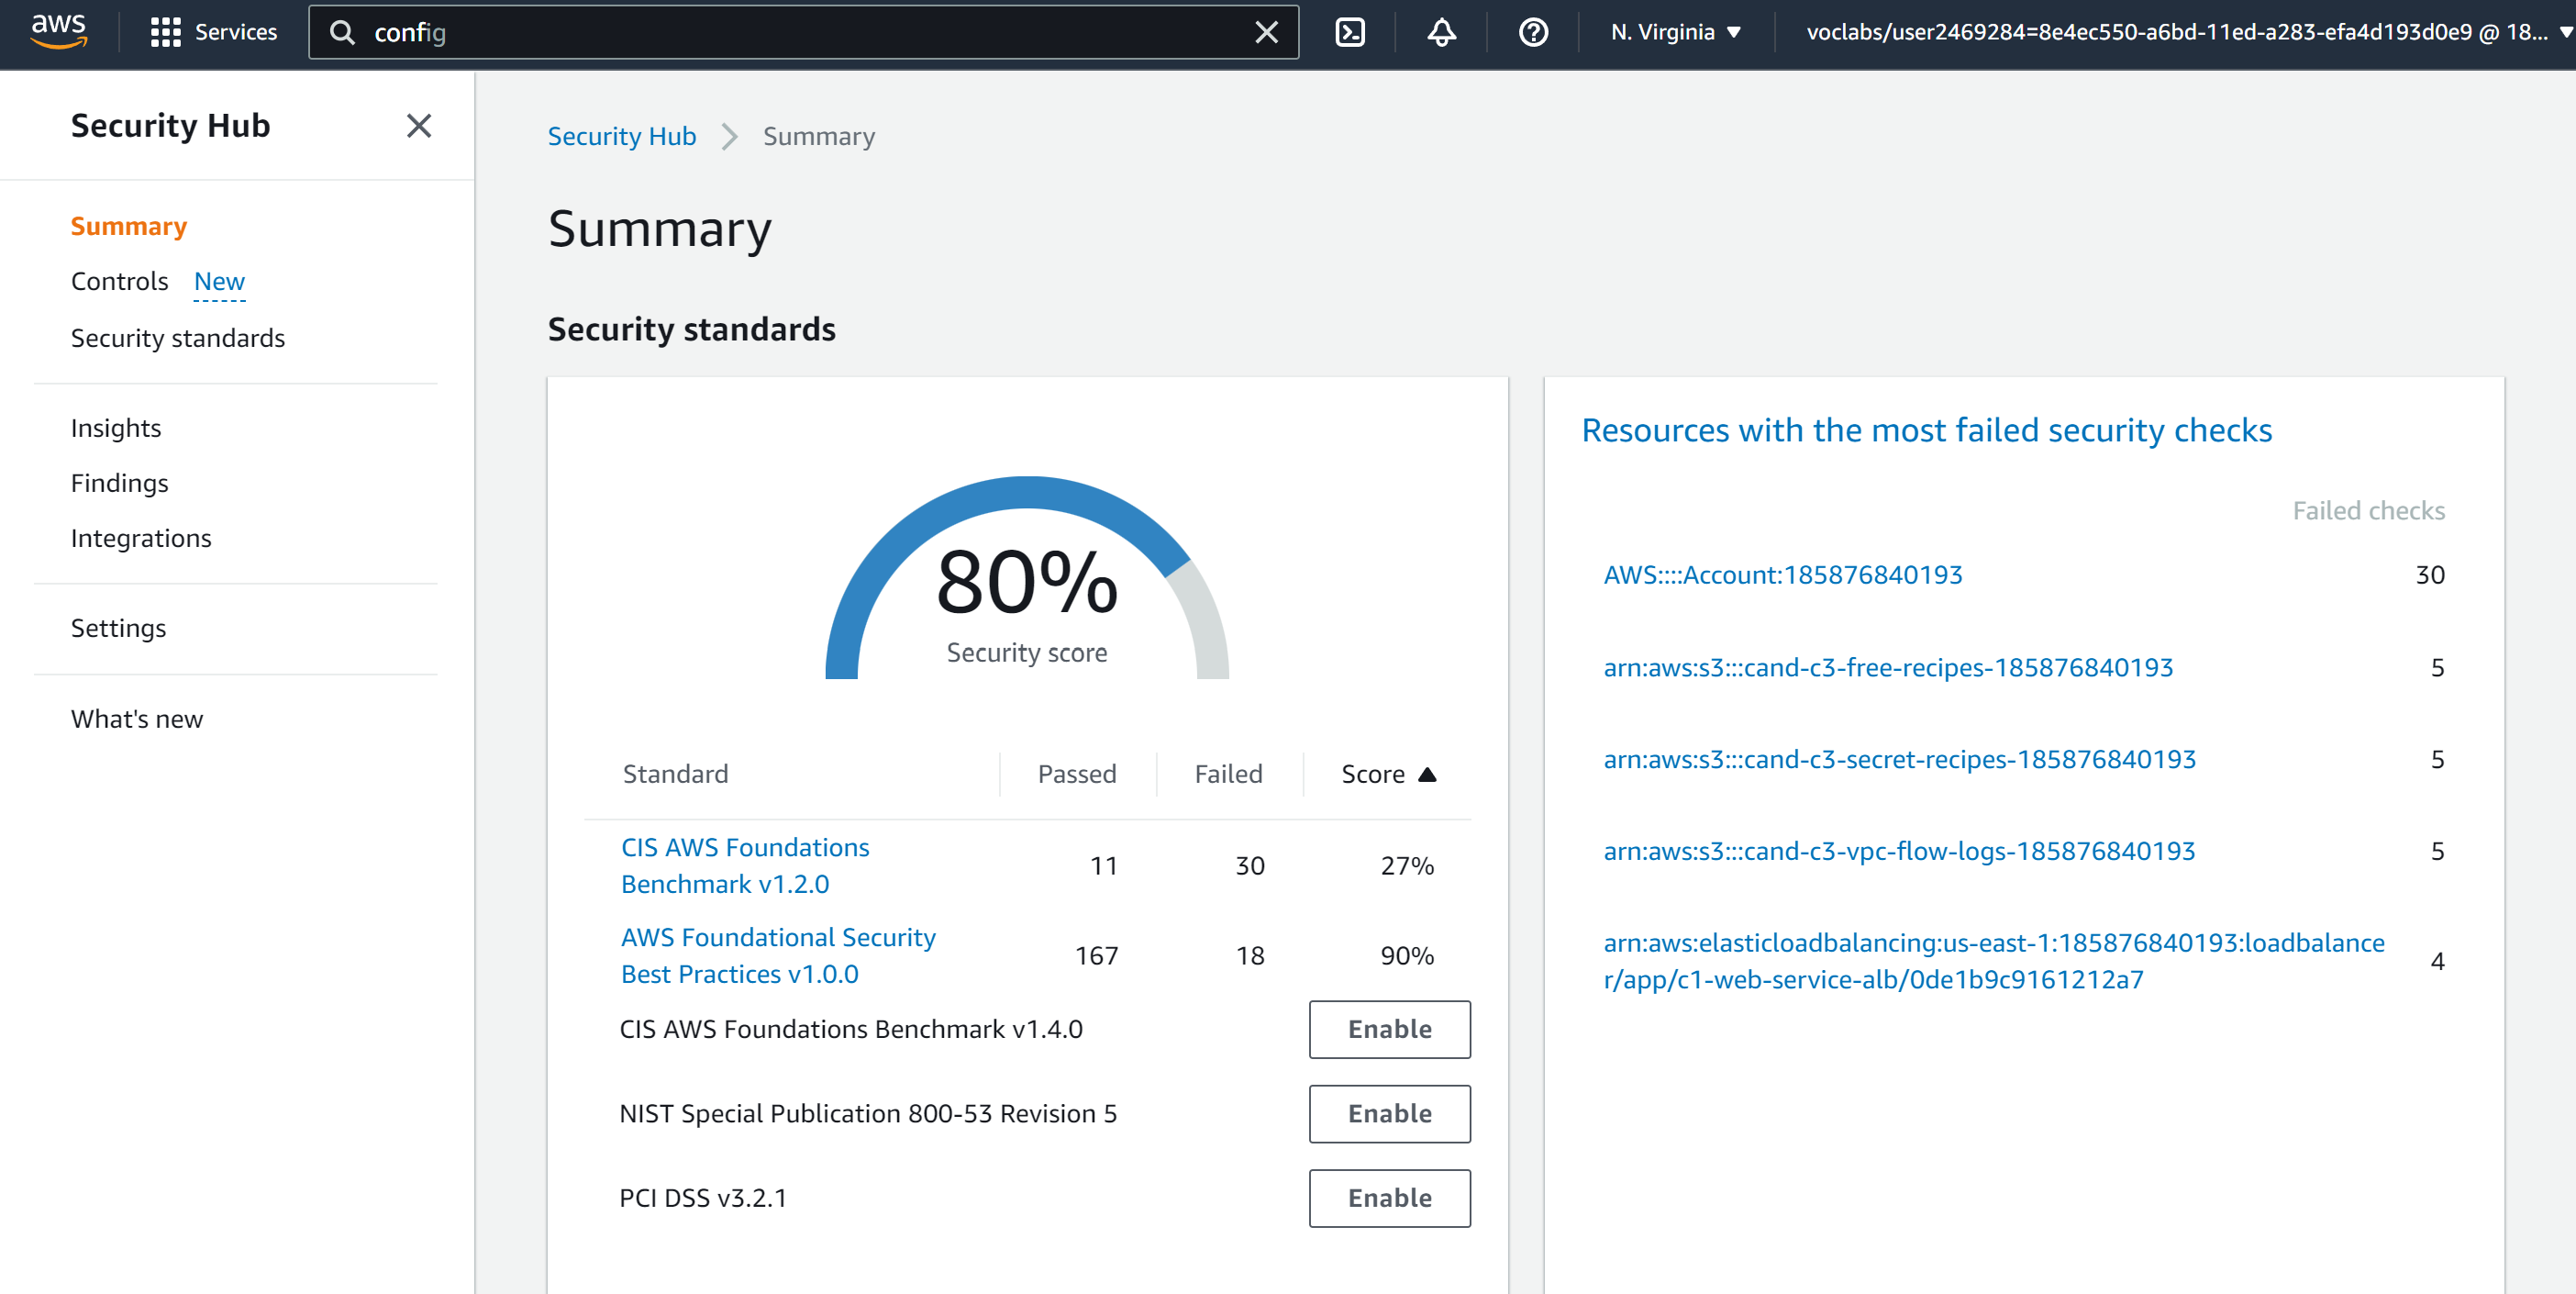 aws
Services
config
N. Virginia
voclabs/user2469284=8e4ec550-a6bd-11ed-a283-efa4d193d0e9 @ 18...
Security Hub
Summary
Controls New
Security standards
Insights
Findings
Integrations
Settings
What's new
Security Hub
Summary
Summary
Security standards
80%
Security score
Standard Passed Failed Score
CIS AWS Foundations
Benchmark v1.2.0
11 30 27%
AWS Foundational Security
Best Practices v1.0.0
167 18 90%
CIS AWS Foundations Benchmark v1.4.0 Enable
NIST Special Publication 800-53 Revision 5 Enable
PCI DSS v3.2.1 Enable
Resources with the most failed security checks
Failed checks
AWS::::Account:185876840193 30
arn:aws:s3:::cand-c3-free-recipes-185876840193 5
arn:aws:s3:::cand-c3-secret-recipes-185876840193 5
arn:aws:s3:::cand-c3-vpc-flow-logs-185876840193 5
arn:aws:elasticloadbalancing:us-east-1:185876840193:loadbalance
r/app/c1-web-service-alb/0de1b9c9161212a7
4